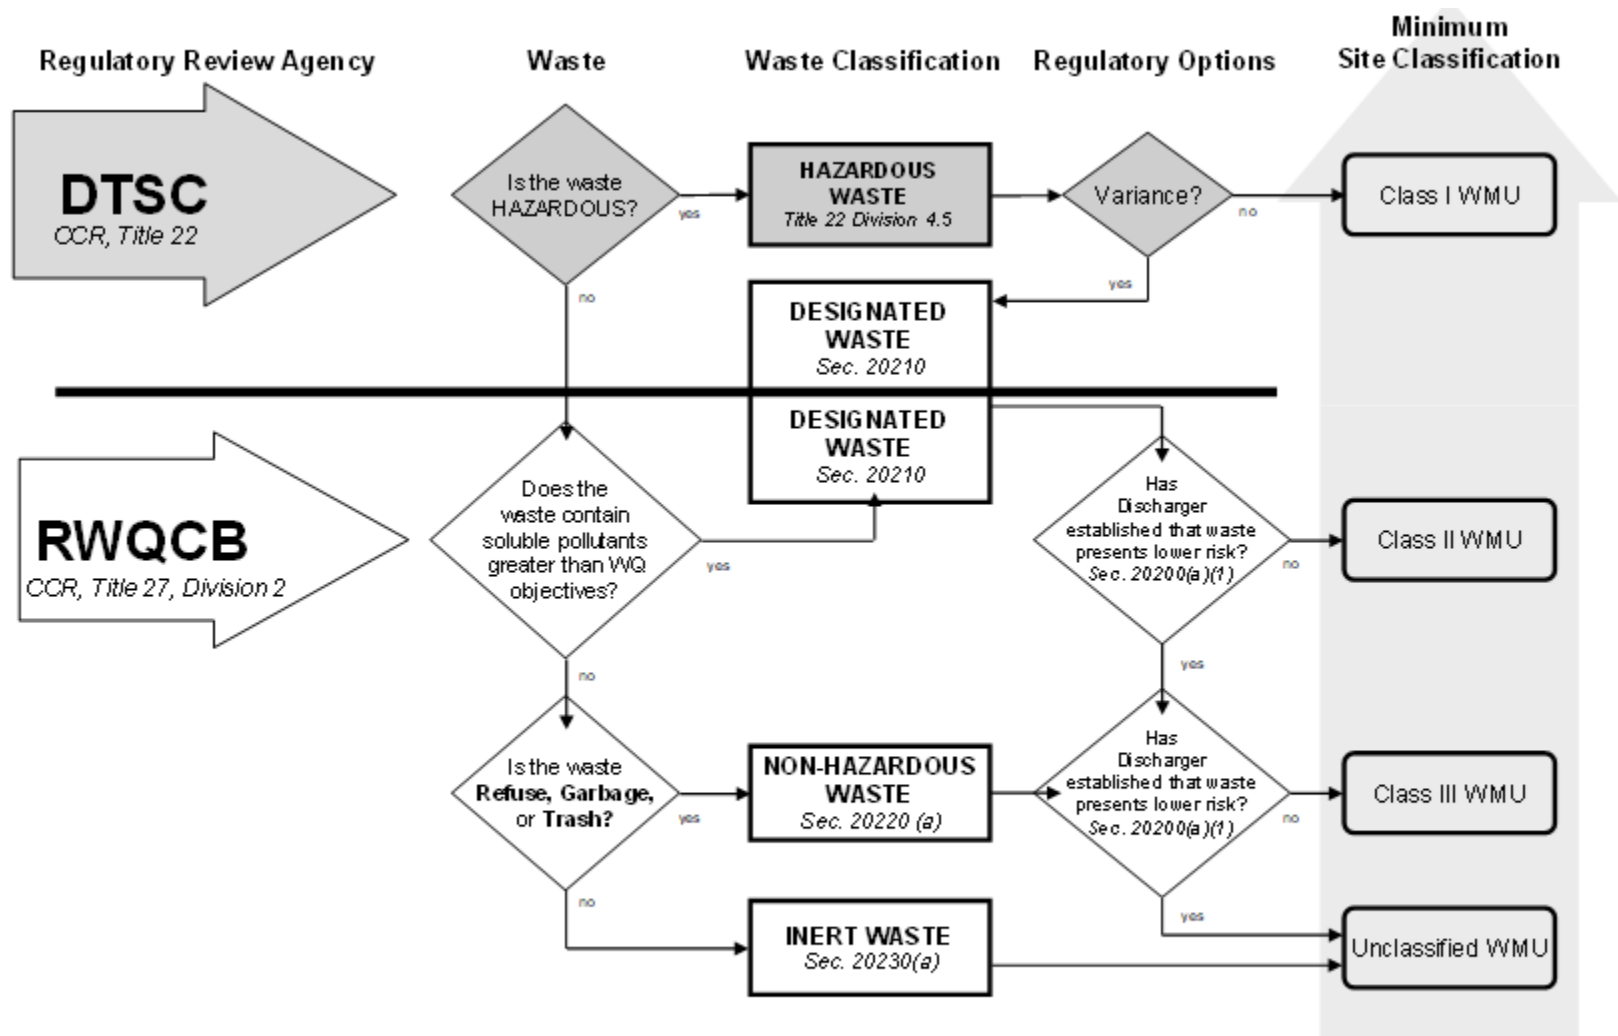 Regulatory Review Agency
Waste
Waste Classification
Regulatory Options
Minimum
Site Classification
DTSC
CCR, Title 22
Is the waste
HAZARDOUS?
yes
no
HAZARDOUS
WASTE
Title 22 Division 4.5
Variance?
no
yes
Class I WMU
DESIGNATED
WASTE
Sec. 20210
DESIGNATED
WASTE
Sec. 20210
RWQCB
CCR, Title 27, Division 2
Does the
waste contain
soluble pollutants
greater than WQ
objectives?
yes
no
Has
Discharger
established that waste
presents lower risk?
Sec. 20200(a)(1)
no
yes
Class II WMU
Is the waste
Refuse, Garbage,
or Trash?
yes
no
NON-HAZARDOUS
WASTE
Sec. 20220 (a)
Has
Discharger
established that waste
presents lower risk?
Sec. 20200(a)(1)
no
yes
Class III WMU
INERT WASTE
Sec. 20230(a)
Unclassified WMU